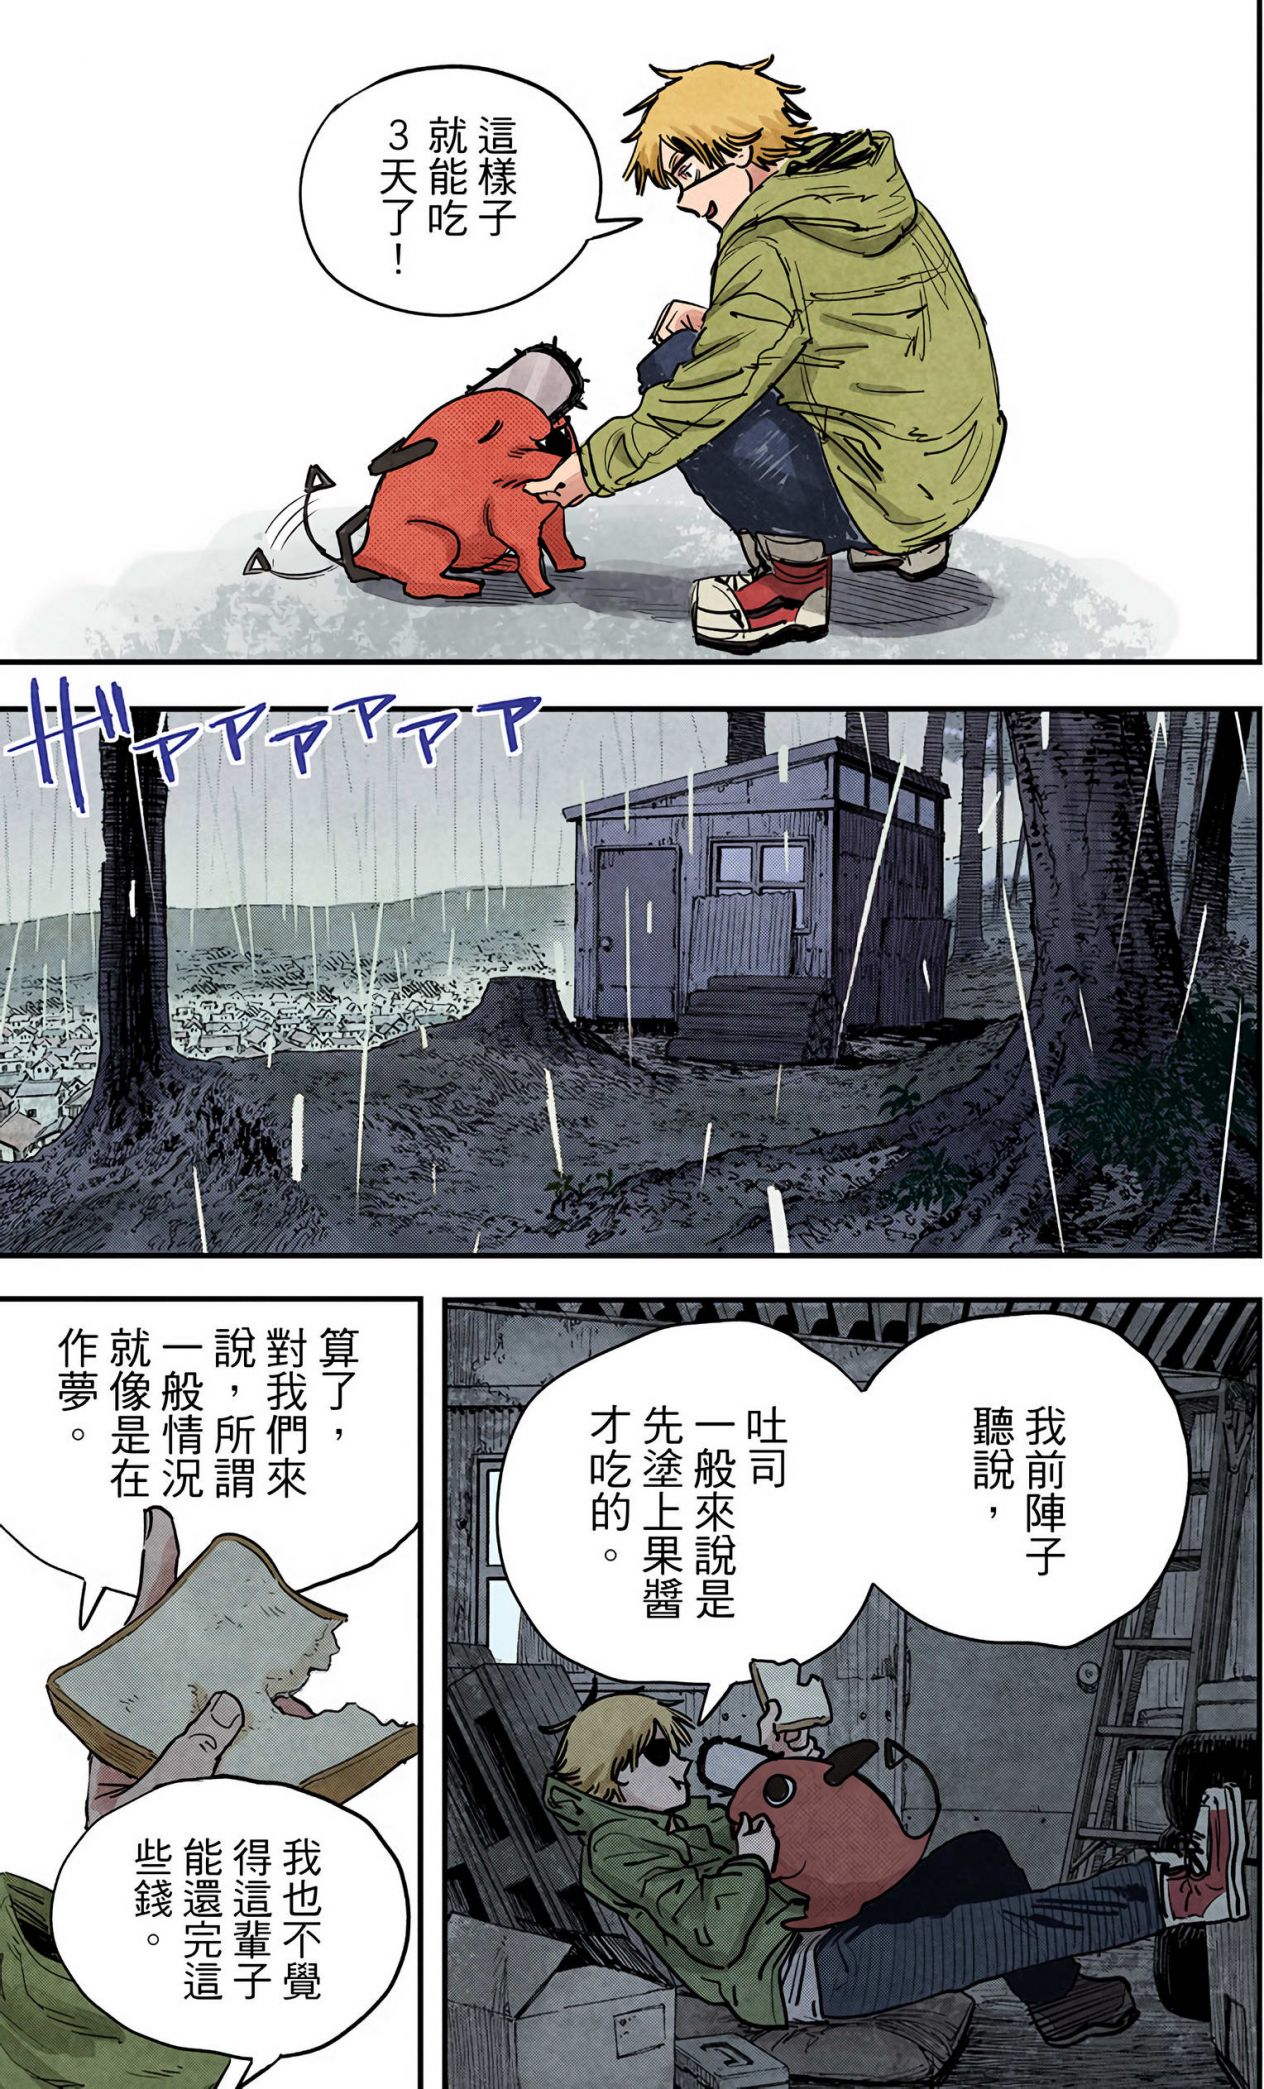 這樣子
就能吃
3天了！
ザァァァァァァ
我前陣子
聽說，
吐司
一般來說是
先塗上果醬
才吃的。
算了，
對我們來
說，所謂
一般情況
就像是在
作夢。
我也不覺
得這輩子
能還完這
些錢。